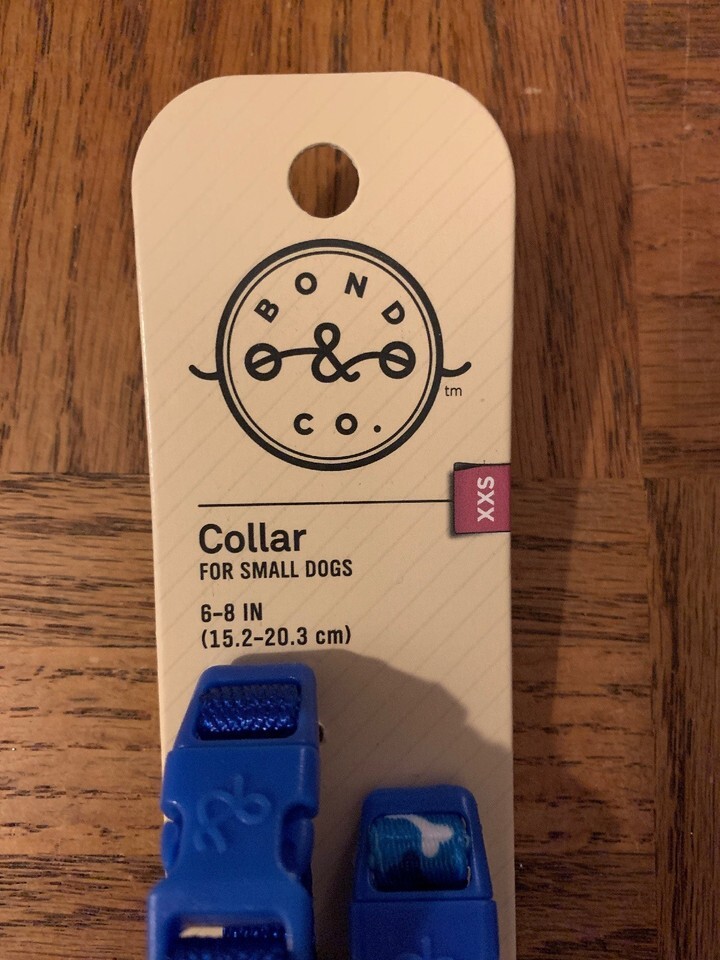 BOND
&
CO.
tm
XXS
Collar
FOR SMALL DOGS
6–8 IN
(15.2–20.3 cm)